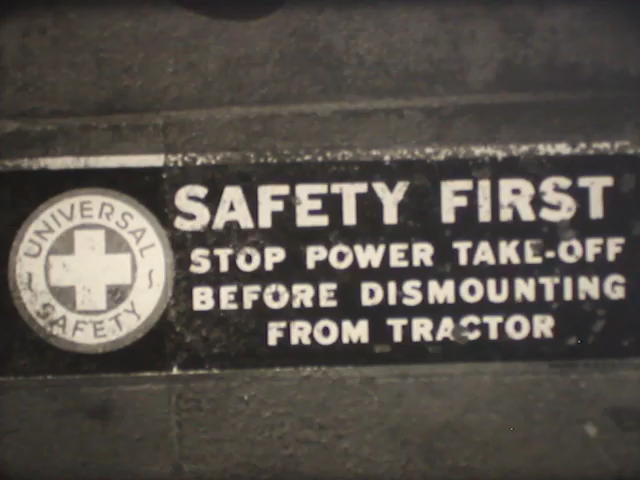 UNIVERSAL
SAFETY
SAFETY FIRST
STOP POWER TAKE-OFF
BEFORE DISMOUNTING
FROM TRACTOR